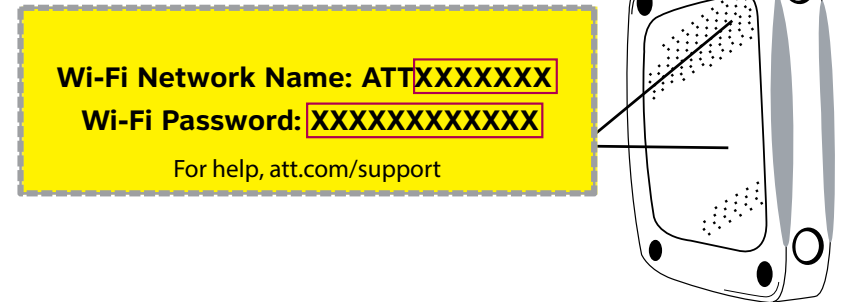 Wi-Fi Network Name: ATTXXXXXXX
Wi-Fi Password: XXXXXXXXXXXX
For help, att.com/support